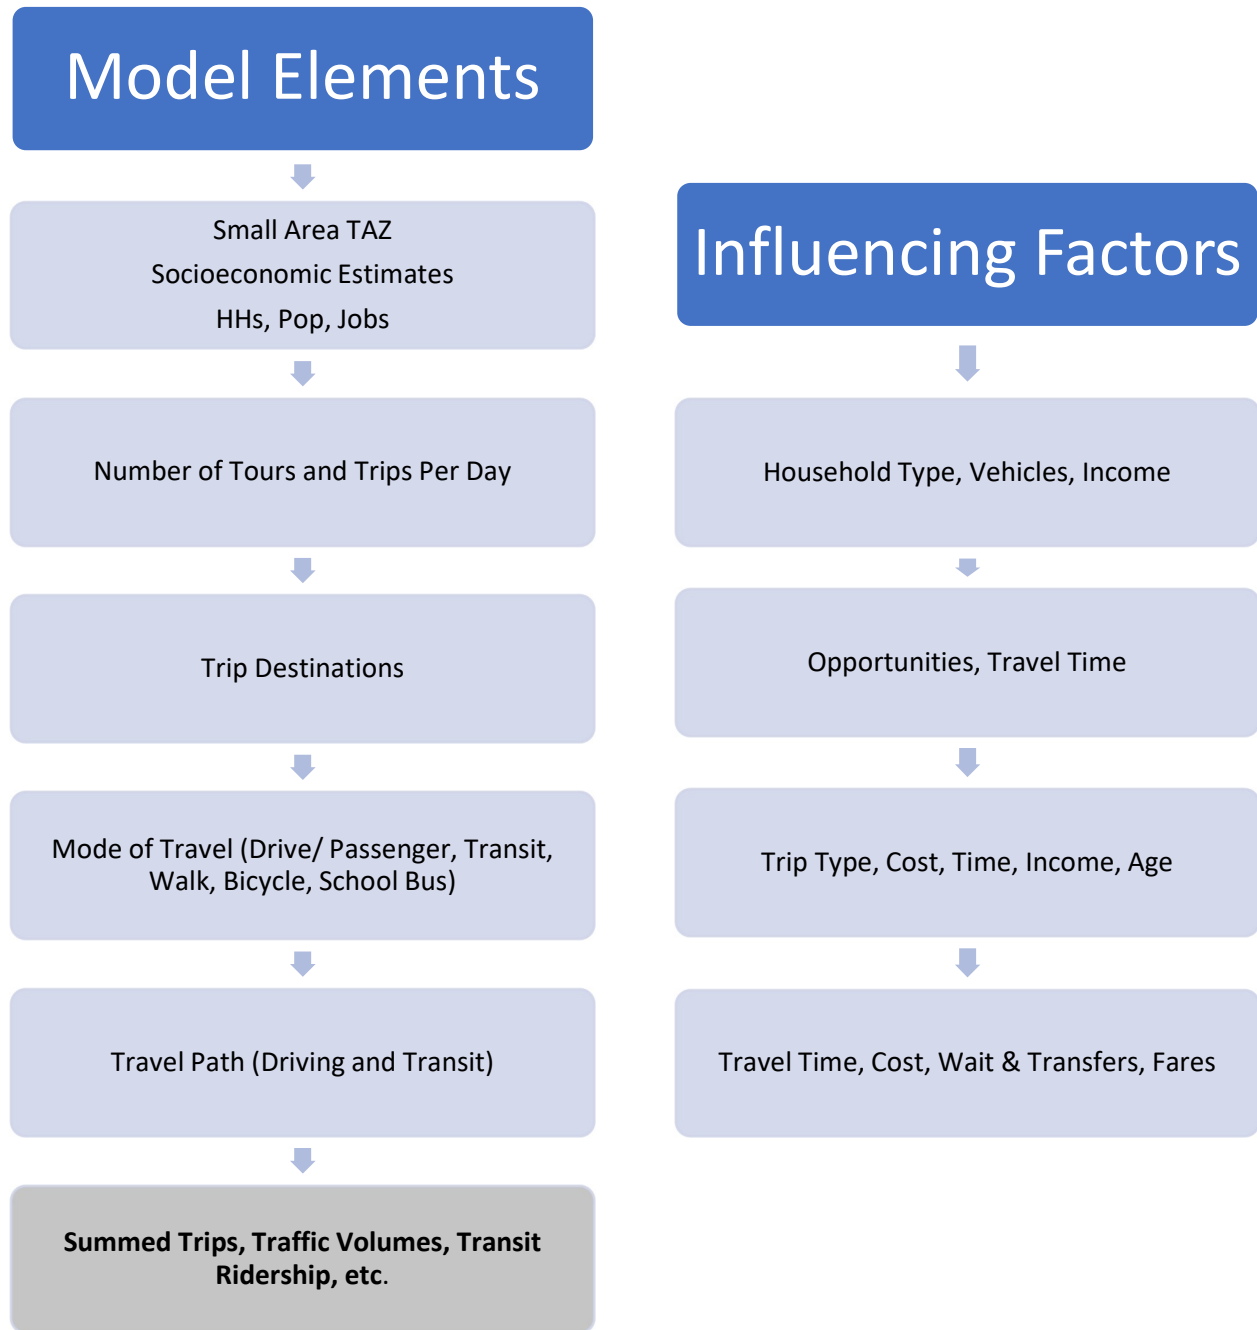 Model Elements
Small Area TAZ
Socioeconomic Estimates
HHs, Pop, Jobs
Number of Tours and Trips Per Day
Trip Destinations
Mode of Travel (Drive/ Passenger, Transit,
Walk, Bicycle, School Bus)
Travel Path (Driving and Transit)
Summed Trips, Traffic Volumes, Transit
Ridership, etc.
Influencing Factors
Household Type, Vehicles, Income
Opportunities, Travel Time
Trip Type, Cost, Time, Income, Age
Travel Time, Cost, Wait & Transfers, Fares